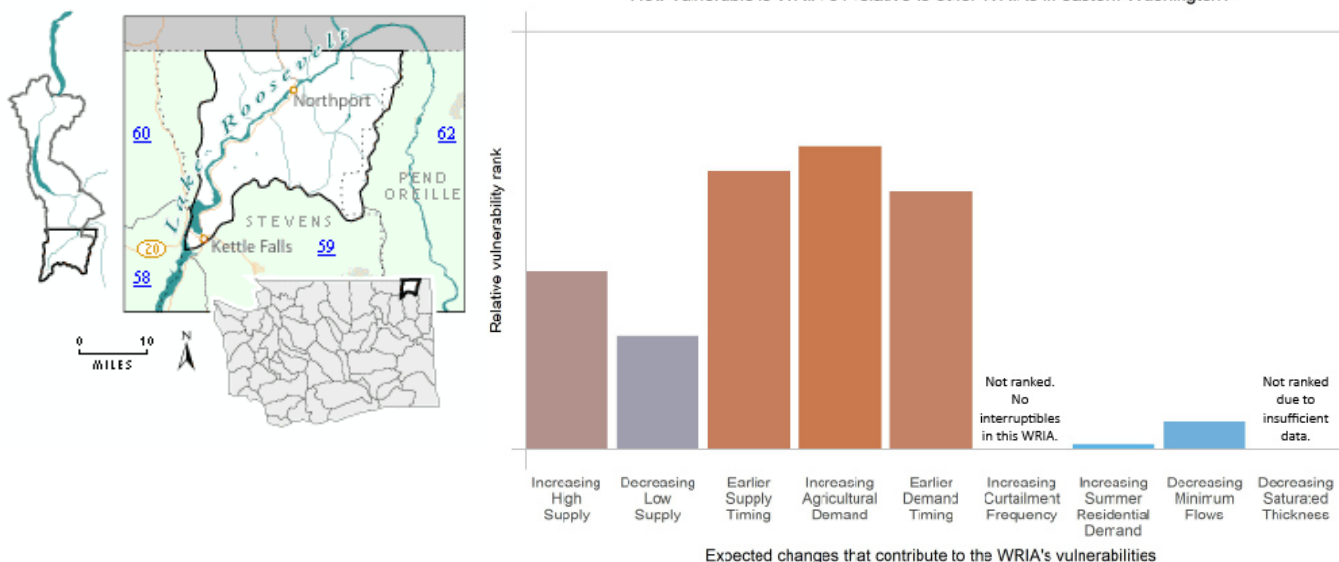 Lake Roosevelt
Northport
60
62
PEND
OREILLE
STEVENS
Kettle Falls
59
20
58
0 10
MILES
N
Relative vulnerability rank
Not ranked.
No
interruptibles
in this WRIA.
Not ranked
due to
insufficient
data.
Increasing
High
Supply
Decreasing
Low
Supply
Earlier
Supply
Timing
Increasing
Agricultural
Demand
Earlier
Demand
Timing
Increasing
Curtailment
Frequency
Increasing
Summer
Residential
Demand
Decreasing
Minimum
Flows
Decreasing
Saturated
Thickness
Expected changes that contribute to the WRIA's vulnerabilities